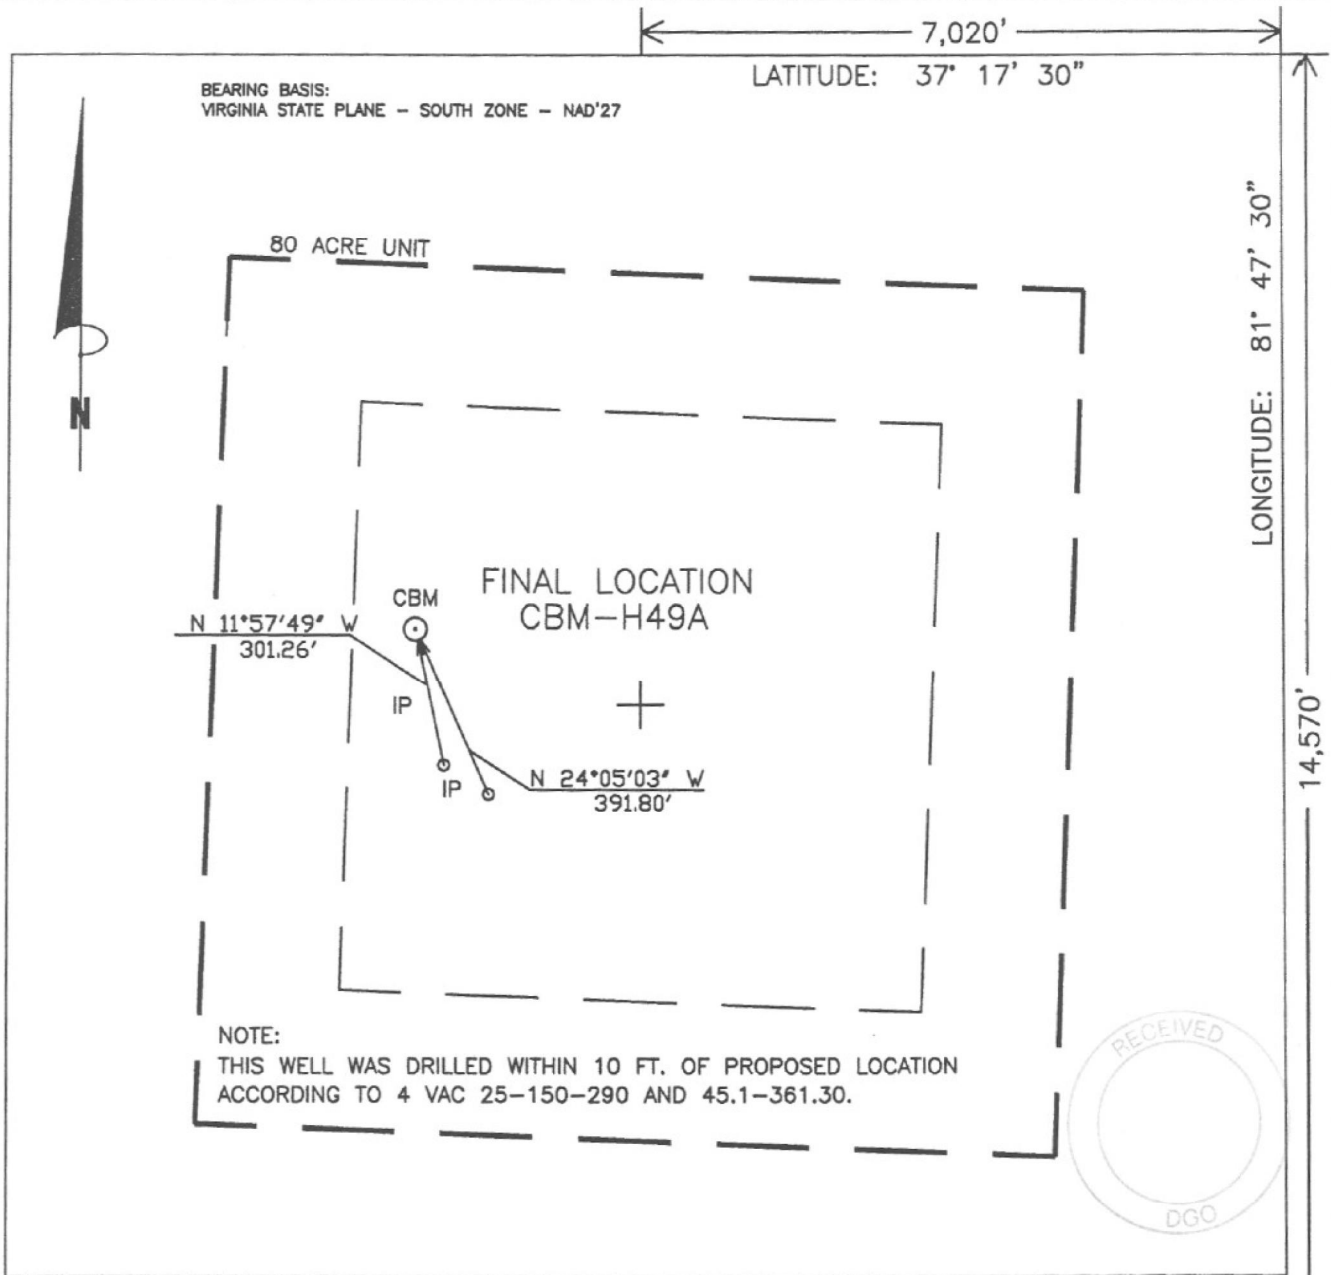 7,020'
LATITUDE: 37° 17' 30"
BEARING BASIS:
VIRGINIA STATE PLANE – SOUTH ZONE – NAD'27
LONGITUDE: 81° 47' 30"
80 ACRE UNIT
N
FINAL LOCATION
CBM–H49A
CBM
N 11°57'49" W
301.26'
IP
IP
N 24°05'03" W
391.80'
14,570'
NOTE:
THIS WELL WAS DRILLED WITHIN 10 FT. OF PROPOSED LOCATION
ACCORDING TO 4 VAC 25–150–290 AND 45.1–361.30.
RECEIVED
DGO